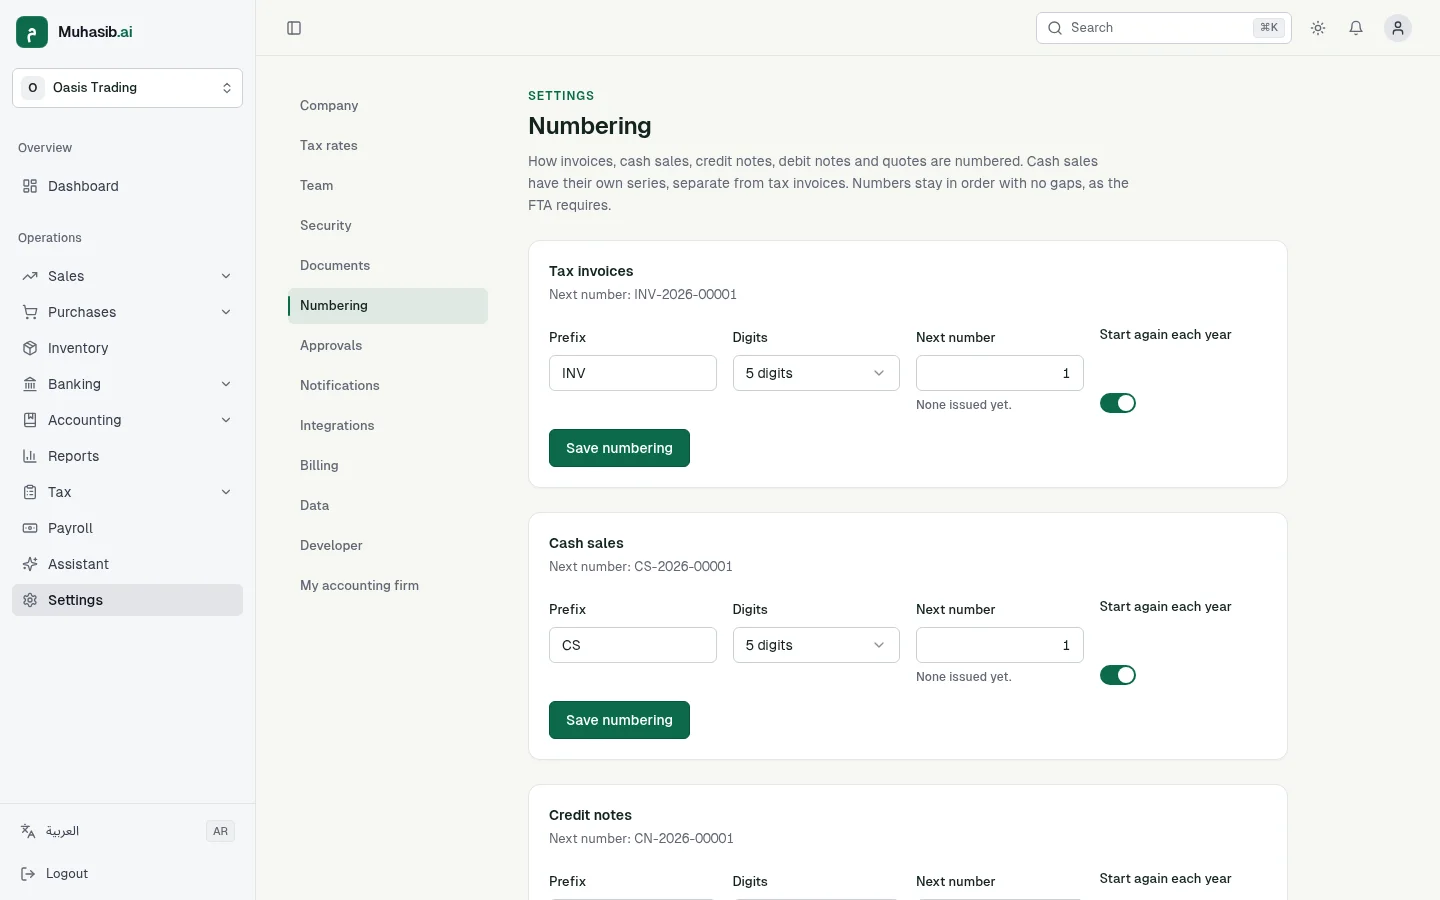 Muhasib.ai
O Oasis Trading
Overview
Dashboard
Operations
Sales
Purchases
Inventory
Banking
Accounting
Reports
Tax
Payroll
Assistant
Settings
العربية AR
Logout
Search ⌘K
Company
Tax rates
Team
Security
Documents
Numbering
Approvals
Notifications
Integrations
Billing
Data
Developer
My accounting firm
SETTINGS
Numbering
How invoices, cash sales, credit notes, debit notes and quotes are numbered. Cash sales
have their own series, separate from tax invoices. Numbers stay in order with no gaps, as the
FTA requires.
Tax invoices
Next number: INV-2026-00001
Prefix Digits Next number Start again each year
INV 5 digits 1
None issued yet.
Save numbering
Cash sales
Next number: CS-2026-00001
Prefix Digits Next number Start again each year
CS 5 digits 1
None issued yet.
Save numbering
Credit notes
Next number: CN-2026-00001
Prefix Digits Next number Start again each year